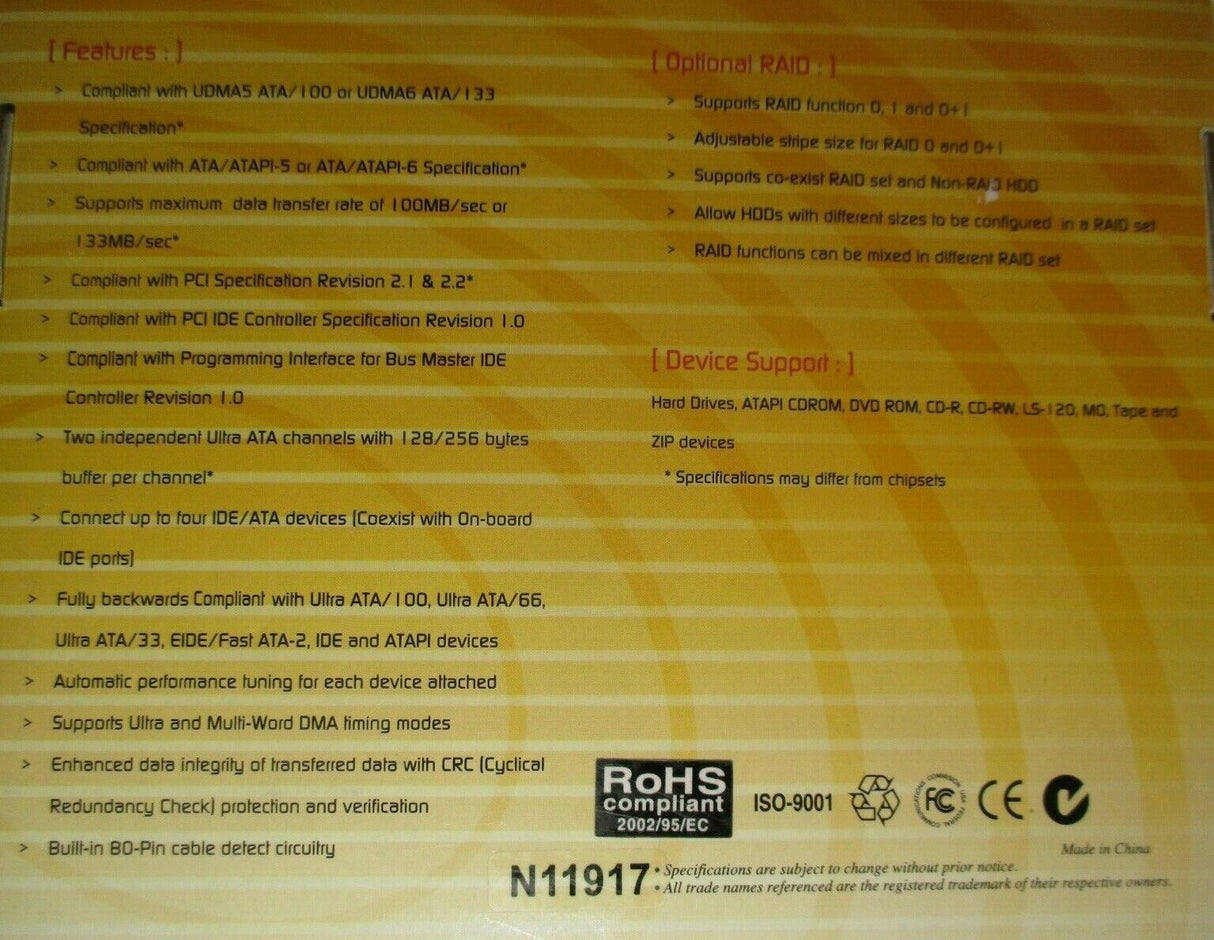 [ Features : ]
> Compliant with UDMA5 ATA/100 or UDMA6 ATA/133
Specification*
> Compliant with ATA/ATAPI-5 or ATA/ATAPI-6 Specification*
> Supports maximum data transfer rate of 100MB/sec or
133MB/sec*
> Compliant with PCI Specification Revision 2.1 & 2.2*
> Compliant with PCI IDE Controller Specification Revision 1.0
> Compliant with Programming Interface for Bus Master IDE
Controller Revision 1.0
> Two independent Ultra ATA channels with 128/256 bytes
buffer per channel*
> Connect up to four IDE/ATA devices (Coexist with On-board
IDE ports)
> Fully backwards Compliant with Ultra ATA/100, Ultra ATA/66,
Ultra ATA/33, EIDE/Fast ATA-2, IDE and ATAPI devices
> Automatic performance tuning for each device attached
> Supports Ultra and Multi-Word DMA timing modes
> Enhanced data integrity of transferred data with CRC (Cyclical
Redundancy Check) protection and verification
> Built-in 80-Pin cable detect circuitry
[ Optional RAID : ]
> Supports RAID function 0, 1 and 0+1
> Adjustable stripe size for RAID 0 and 0+1
> Supports co-exist RAID set and Non-RAID HDD
> Allow HDDs with different sizes to be configured in a RAID set
> RAID functions can be mixed in different RAID set
[ Device Support : ]
Hard Drives, ATAPI CDROM, DVD ROM, CD-R, CD-RW, LS-120, MO, Tape and
ZIP devices
* Specifications may differ from chipsets
RoHS
compliant
2002/95/EC
ISO-9001
FEDERAL COMMUNICATIONS COMMISSION USA
FC
CE
Made in China
N11917
• Specifications are subject to change without prior notice.
• All trade names referenced are the registered trademark of their respective owners.